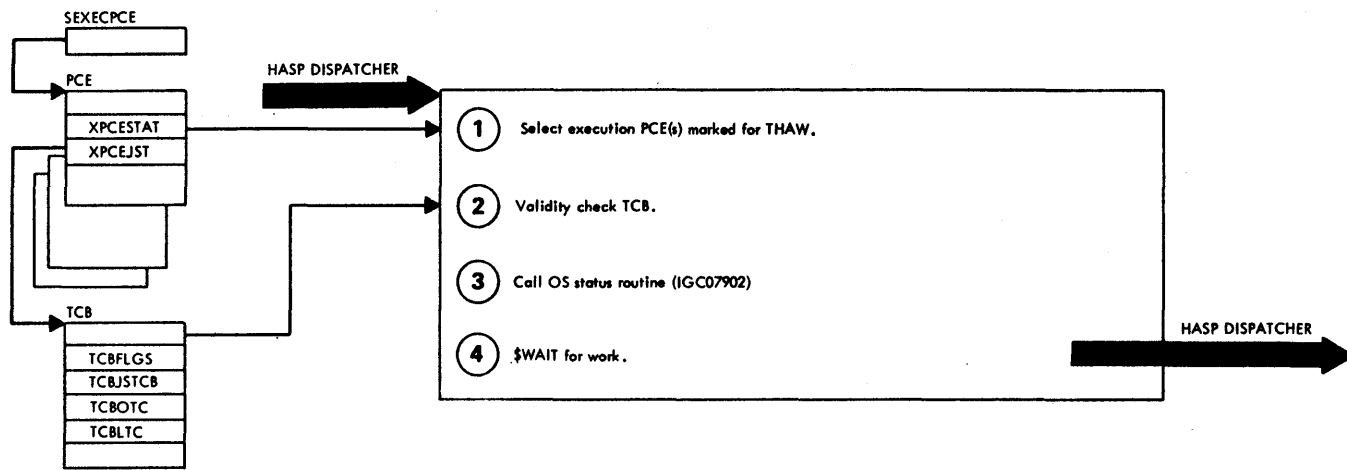 $EXECPCE
PCE
XPCESTAT
XPCEJST
TCB
TCBFLGS
TCBJSTCB
TCBOTC
TCBLTC
HASP DISPATCHER
1 Select execution PCE(s) marked for THAW.
2 Validity check TCB.
3 Call OS status routine (IGC07902)
4 $WAIT for work.
HASP DISPATCHER